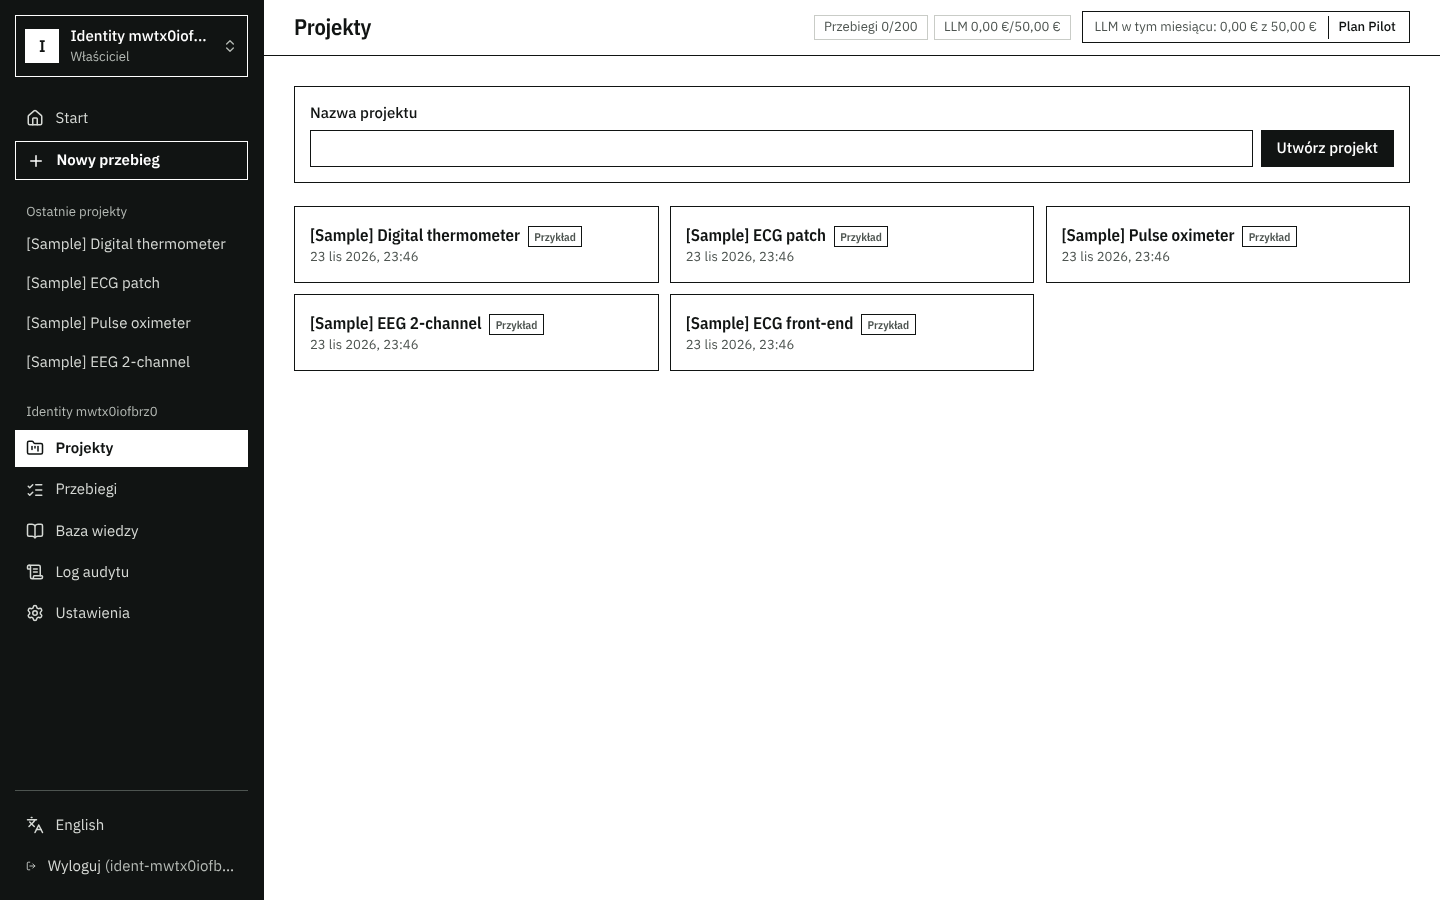 I
Identity mwtx0iof...
Właściciel
Start
Nowy przebieg
Ostatnie projekty
[Sample] Digital thermometer
[Sample] ECG patch
[Sample] Pulse oximeter
[Sample] EEG 2-channel
Identity mwtx0iofbrz0
Projekty
Przebiegi
Baza wiedzy
Log audytu
Ustawienia
English
Wyloguj (ident-mwtx0iofb...
Projekty
Przebiegi 0/200
LLM 0,00 €/50,00 €
LLM w tym miesiącu: 0,00 € z 50,00 €
Plan Pilot
Nazwa projektu
Utwórz projekt
[Sample] Digital thermometer Przykład
23 lis 2026, 23:46
[Sample] ECG patch Przykład
23 lis 2026, 23:46
[Sample] Pulse oximeter Przykład
23 lis 2026, 23:46
[Sample] EEG 2-channel Przykład
23 lis 2026, 23:46
[Sample] ECG front-end Przykład
23 lis 2026, 23:46